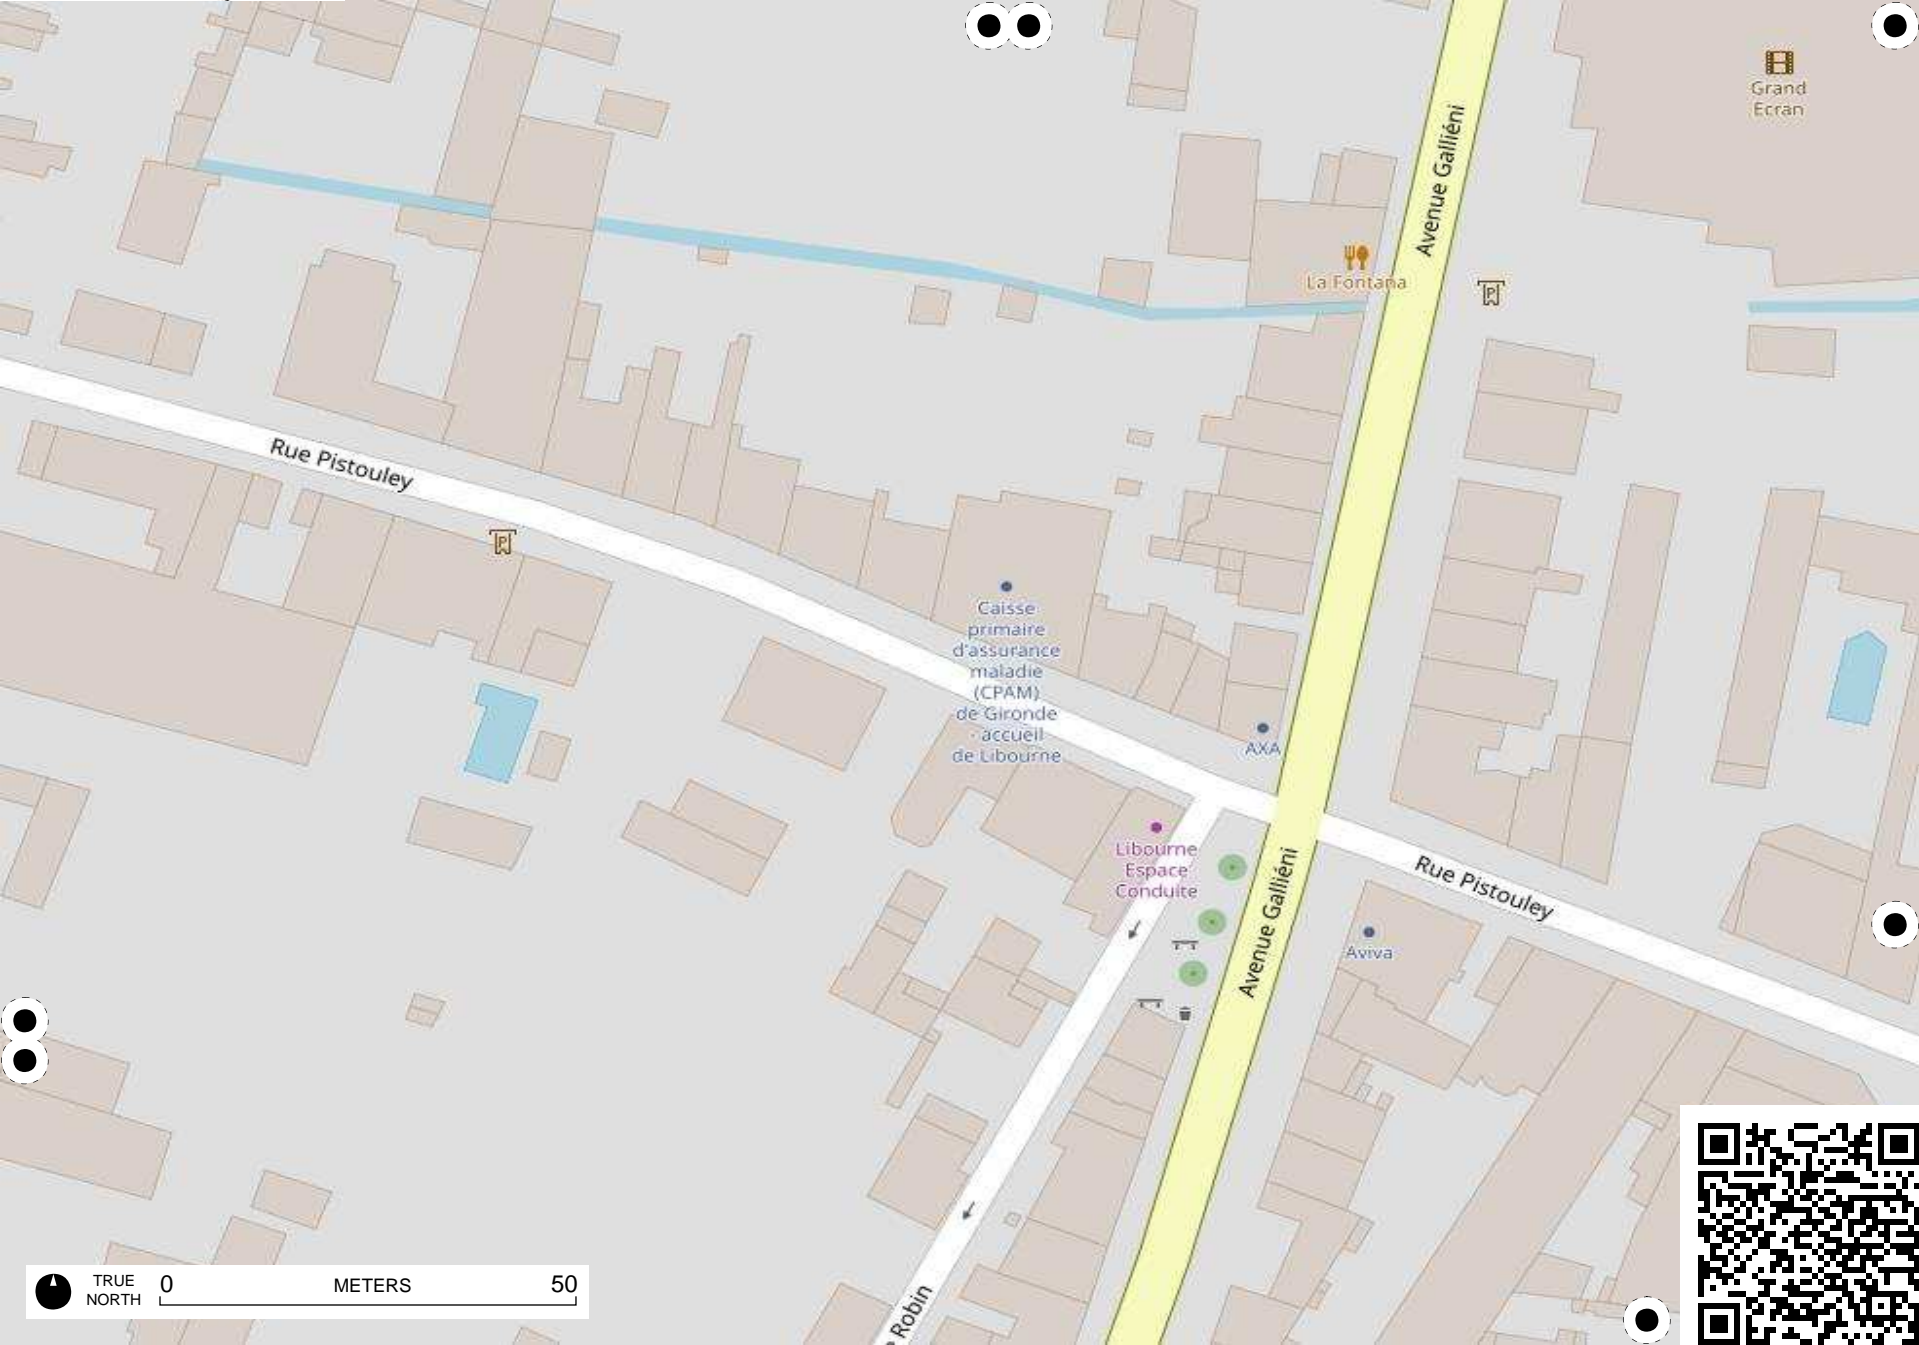 Grand
Ecran
Avenue Galliéni
La Fontana
P
Rue Pistouley
P
Caisse
primaire
d'assurance
maladie
(CPAM)
de Gironde
- accueil
de Libourne
AXA
Libourne
Espace
Conduite
Avenue Galliéni
Rue Pistouley
Aviva
TRUE
NORTH
0 METERS 50
Robin